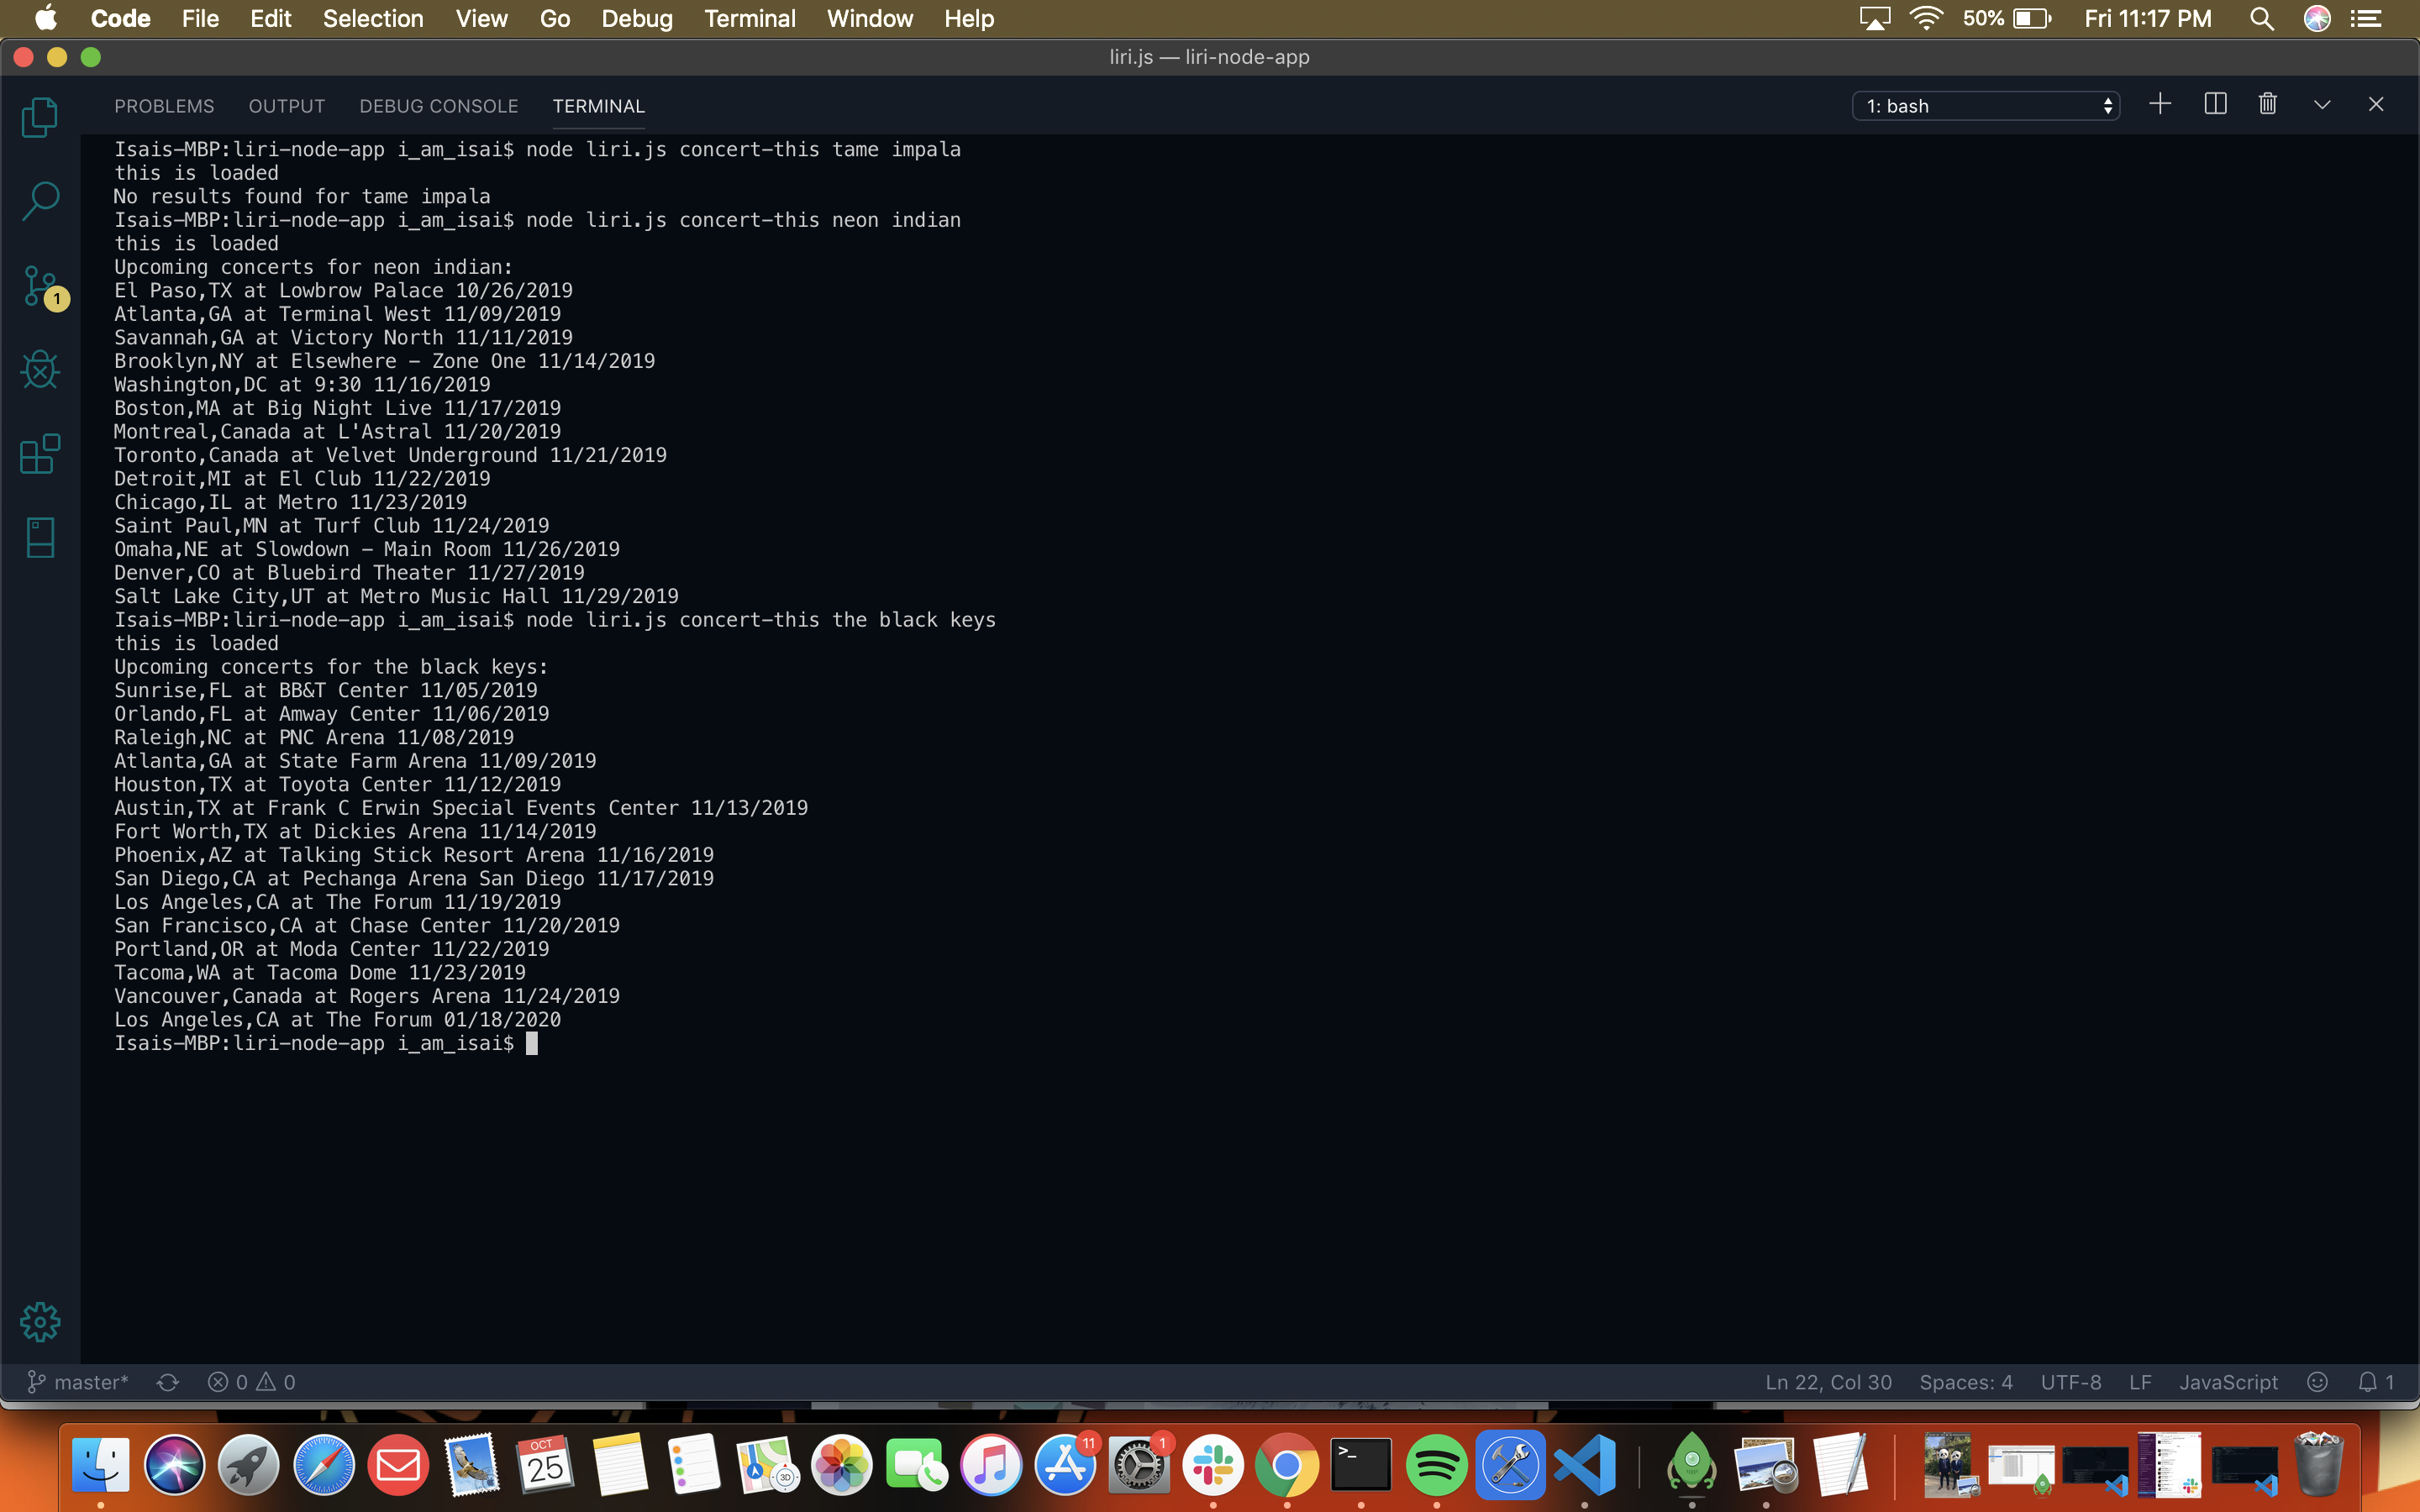 Code File Edit Selection View Go Debug Terminal Window Help 50% Fri 11:17 PM
liri.js — liri-node-app
PROBLEMS OUTPUT DEBUG CONSOLE TERMINAL 1: bash
Isais-MBP:liri-node-app i_am_isai$ node liri.js concert-this tame impala
this is loaded
No results found for tame impala
Isais-MBP:liri-node-app i_am_isai$ node liri.js concert-this neon indian
this is loaded
Upcoming concerts for neon indian:
El Paso,TX at Lowbrow Palace 10/26/2019
Atlanta,GA at Terminal West 11/09/2019
Savannah,GA at Victory North 11/11/2019
Brooklyn,NY at Elsewhere - Zone One 11/14/2019
Washington,DC at 9:30 11/16/2019
Boston,MA at Big Night Live 11/17/2019
Montreal,Canada at L'Astral 11/20/2019
Toronto,Canada at Velvet Underground 11/21/2019
Detroit,MI at El Club 11/22/2019
Chicago,IL at Metro 11/23/2019
Saint Paul,MN at Turf Club 11/24/2019
Omaha,NE at Slowdown - Main Room 11/26/2019
Denver,CO at Bluebird Theater 11/27/2019
Salt Lake City,UT at Metro Music Hall 11/29/2019
Isais-MBP:liri-node-app i_am_isai$ node liri.js concert-this the black keys
this is loaded
Upcoming concerts for the black keys:
Sunrise,FL at BB&T Center 11/05/2019
Orlando,FL at Amway Center 11/06/2019
Raleigh,NC at PNC Arena 11/08/2019
Atlanta,GA at State Farm Arena 11/09/2019
Houston,TX at Toyota Center 11/12/2019
Austin,TX at Frank C Erwin Special Events Center 11/13/2019
Fort Worth,TX at Dickies Arena 11/14/2019
Phoenix,AZ at Talking Stick Resort Arena 11/16/2019
San Diego,CA at Pechanga Arena San Diego 11/17/2019
Los Angeles,CA at The Forum 11/19/2019
San Francisco,CA at Chase Center 11/20/2019
Portland,OR at Moda Center 11/22/2019
Tacoma,WA at Tacoma Dome 11/23/2019
Vancouver,Canada at Rogers Arena 11/24/2019
Los Angeles,CA at The Forum 01/18/2020
Isais-MBP:liri-node-app i_am_isai$
1
master* 0 0 Ln 22, Col 30 Spaces: 4 UTF-8 LF JavaScript 1
OCT
25
3D
11
1
>_